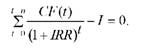 t=n
Σ CF(t)/(1+IRR)^t − I = 0.
t=0